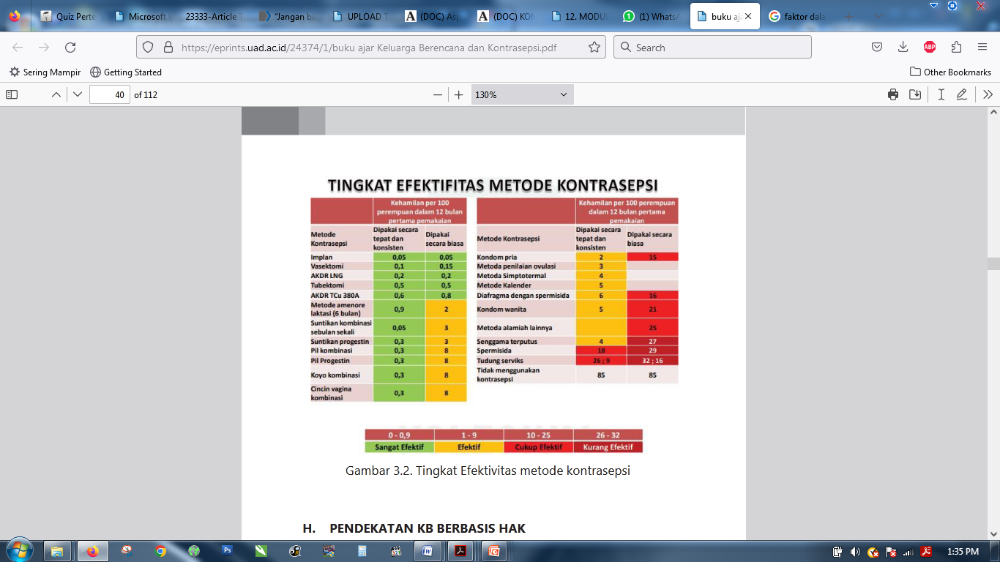 Quiz Perte
Microsoft
23333-Article T
"Jangan bi
UPLOAD T
(DOC) Asp
(DOC) KON
12. MODU
(1) WhatsA
buku aja
faktor dala
https://eprints.uad.ac.id/24374/1/buku ajar Keluarga Berencana dan Kontrasepsi.pdf
Search
ABP
Sering Mampir
Getting Started
Other Bookmarks
40 of 112
130%
TINGKAT EFEKTIFITAS METODE KONTRASEPSI
Kehamilan per 100
perempuan dalam 12 bulan
pertama pemakaian
Metode
Kontrasepsi
Dipakai secara
tepat dan
konsisten
Dipakai
secara biasa
Implan 0,05 0,05
Vasektomi 0,1 0,15
AKDR LNG 0,2 0,2
Tubektomi 0,5 0,5
AKDR TCu 380A 0,6 0,8
Metode amenore
laktasi (6 bulan) 0,9 2
Suntikan kombinasi
sebulan sekali 0,05 3
Suntikan progestin 0,3 3
Pil kombinasi 0,3 8
Pil Progestin 0,3 8
Koyo kombinasi 0,3 8
Cincin vagina
kombinasi 0,3 8
Kehamilan per 100 perempuan
dalam 12 bulan pertama
pemakaian
Metode Kontrasepsi
Dipakai secara
tepat dan
konsisten
Dipakai secara
biasa
Kondom pria 2 15
Metoda penilaian ovulasi 3
Metoda Simptotermal 4
Metode Kalender 5
Diafragma dengan spermisida 6 16
Kondom wanita 5 21
Metoda alamiah lainnya 25
Senggama terputus 4 27
Spermisida 18 29
Tudung serviks 26 ; 9 32 ; 16
Tidak menggunakan
kontrasepsi 85 85
0 - 0,9 1 - 9 10 - 25 26 - 32
Sangat Efektif Efektif Cukup Efektif Kurang Efektif
Gambar 3.2. Tingkat Efektivitas metode kontrasepsi
H. PENDEKATAN KB BERBASIS HAK
1:35 PM